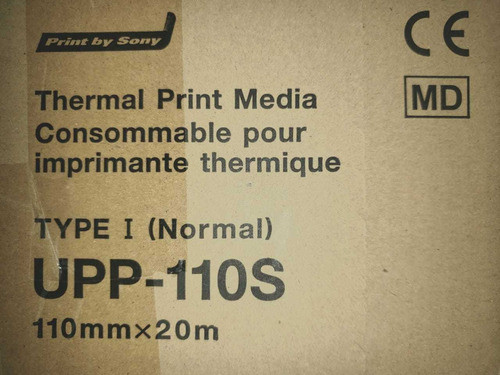 Print by Sony
CE
MD
Thermal Print Media
Consommable pour
imprimante thermique
TYPE I (Normal)
UPP-110S
110mm×20m